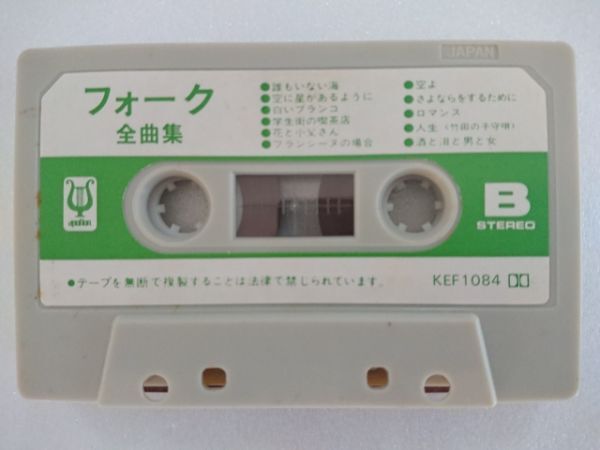 JAPAN
フォーク
全曲集
●誰もいない海
●空に星があるように
●白いブランコ
●学生街の喫茶店
●花と小父さん
●フランシーヌの場合
●空よ
●さよならをするために
●ロマンス
●人生（竹田の子守唄）
●酒と泪と男と女
apollon
B
STEREO
●テープを無断で複製することは法律で禁じられています。
KEF1084